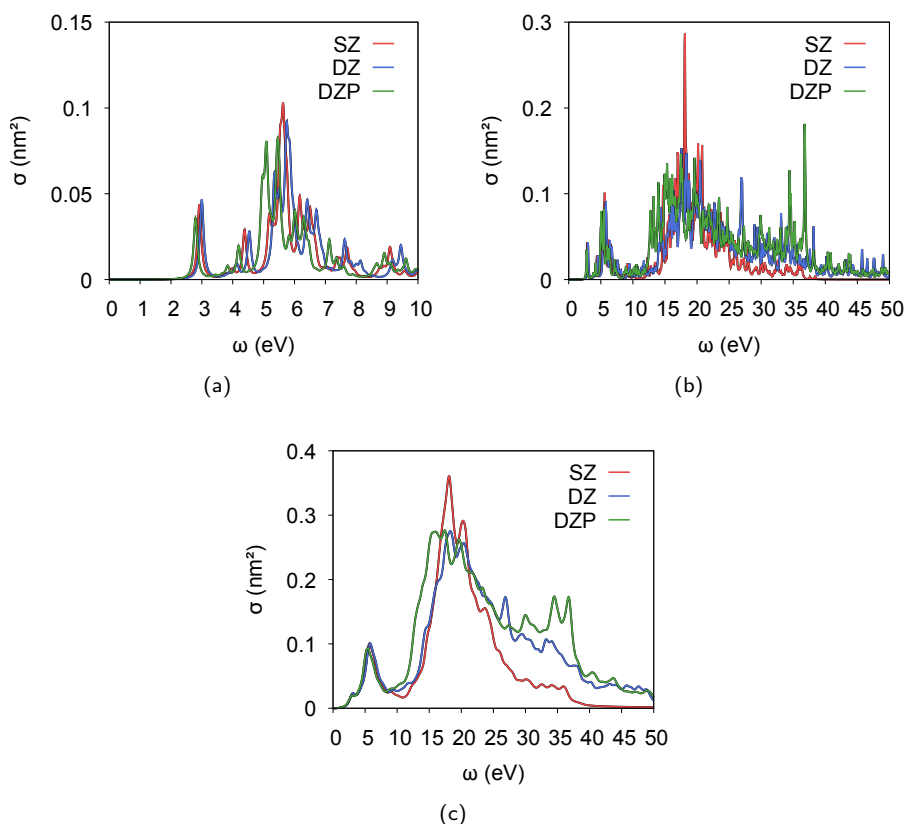 0.15
0.1
0.05
0
σ (nm²)
SZ
DZ
DZP
0 1 2 3 4 5 6 7 8 9 10
ω (eV)
(a)
0.3
0.2
0.1
0
σ (nm²)
SZ
DZ
DZP
0 5 10 15 20 25 30 35 40 45 50
ω (eV)
(b)
0.4
0.3
0.2
0.1
0
σ (nm²)
SZ
DZ
DZP
0 5 10 15 20 25 30 35 40 45 50
ω (eV)
(c)